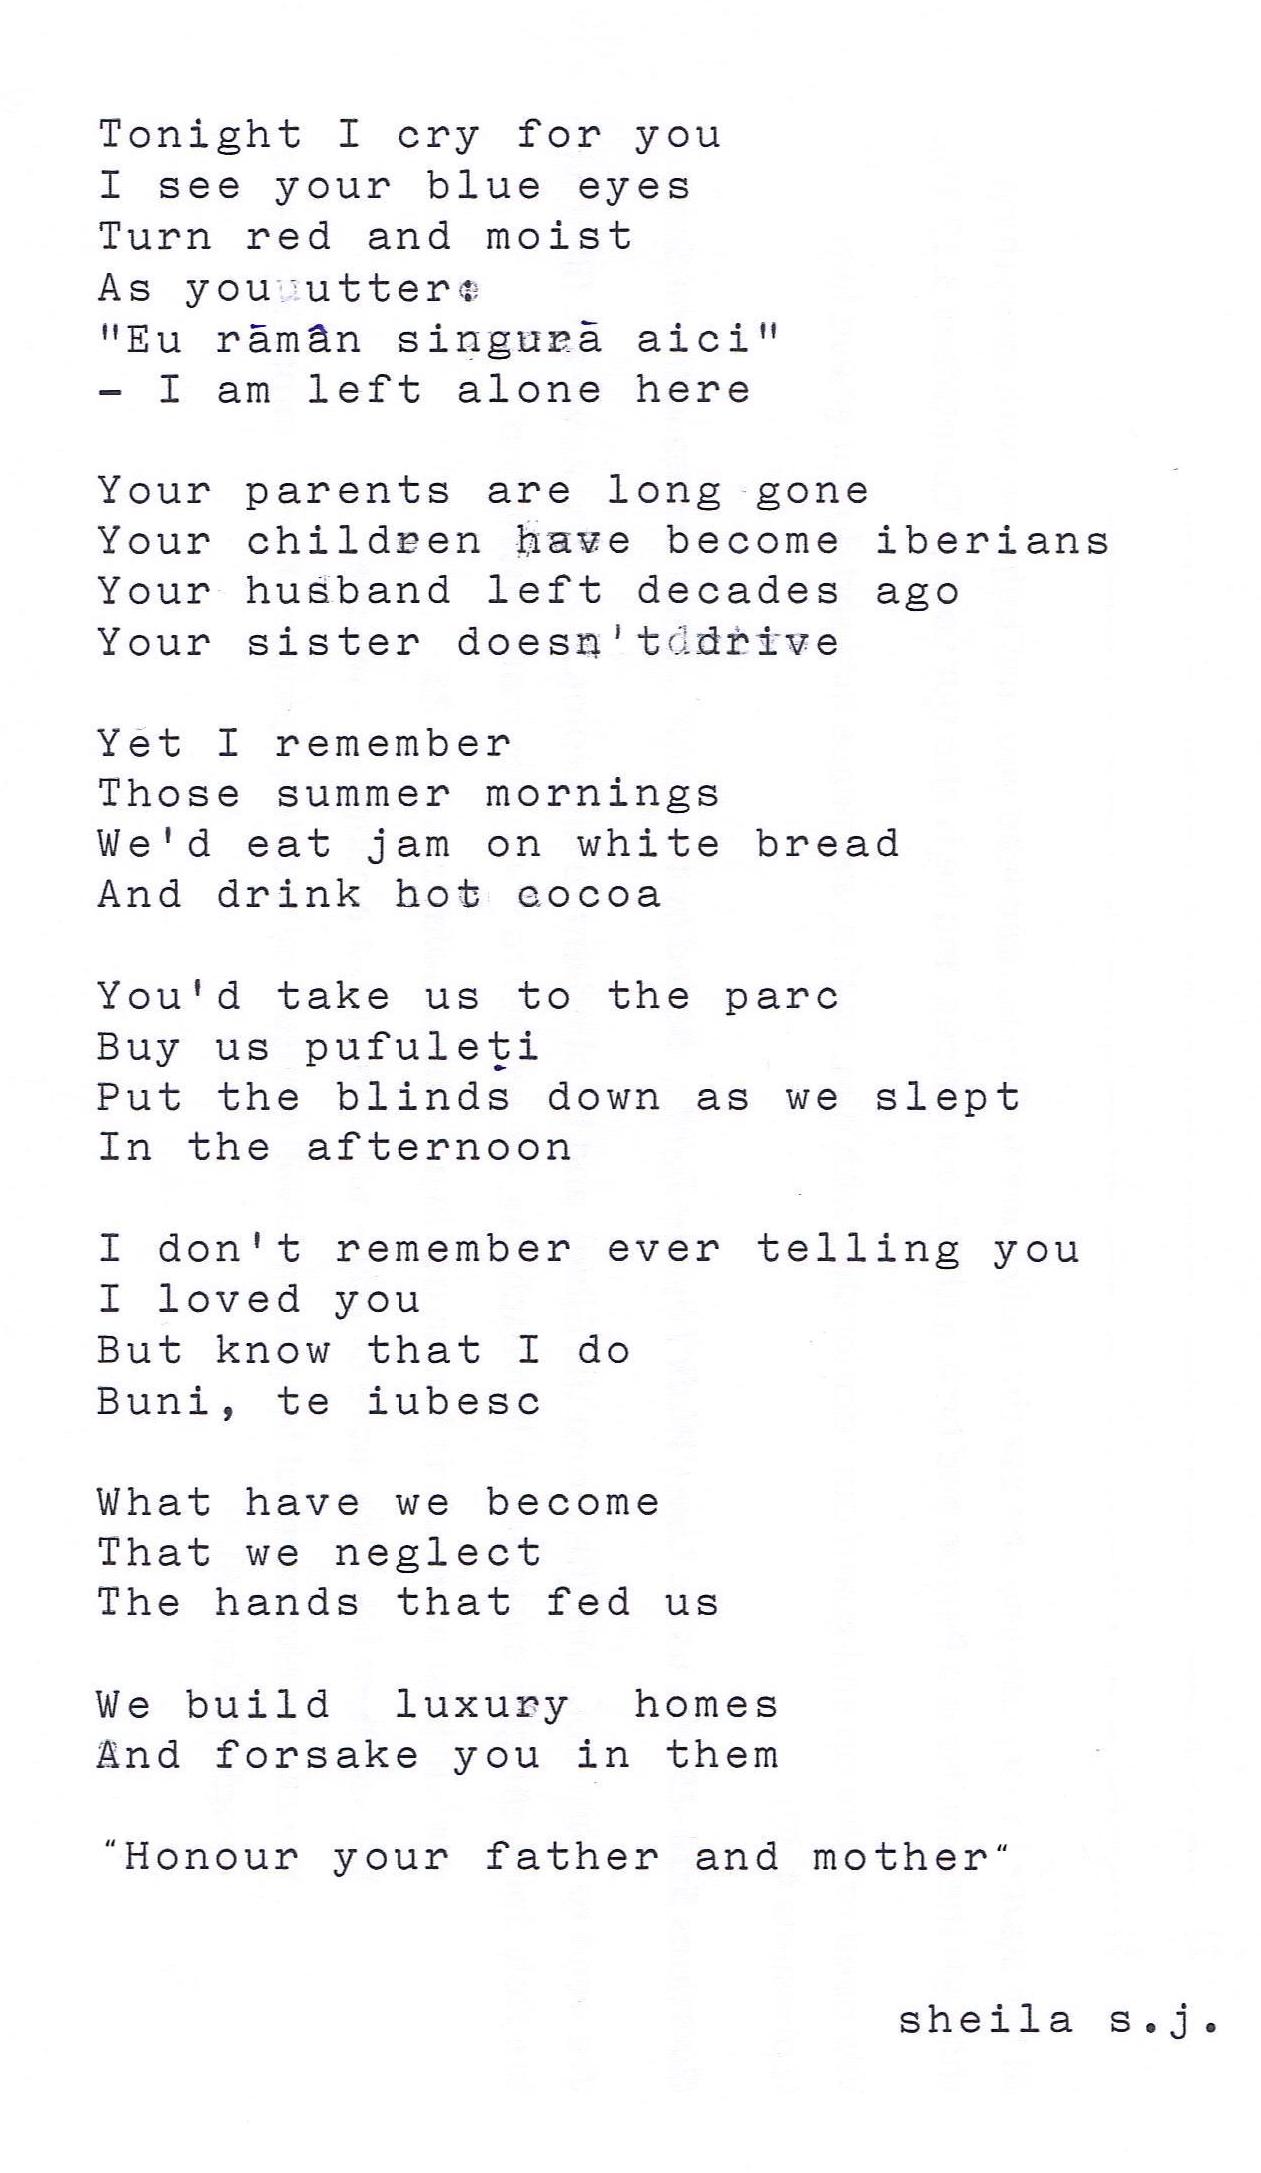 Tonight I cry for you
I see your blue eyes
Turn red and moist
As you utter:
"Eu rămân singură aici"
- I am left alone here
Your parents are long gone
Your children have become iberians
Your husband left decades ago
Your sister doesn't drive
Yet I remember
Those summer mornings
We'd eat jam on white bread
And drink hot cocoa
You'd take us to the parc
Buy us pufuleți
Put the blinds down as we slept
In the afternoon
I don't remember ever telling you
I loved you
But know that I do
Buni, te iubesc
What have we become
That we neglect
The hands that fed us
We build luxury homes
And forsake you in them
"Honour your father and mother"
sheila s.j.